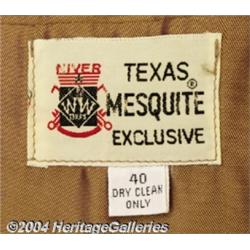 NIVER
WW
TEXAS
MESQUITE®
EXCLUSIVE
40
DRY CLEAN
ONLY
©2004 HeritageGalleries